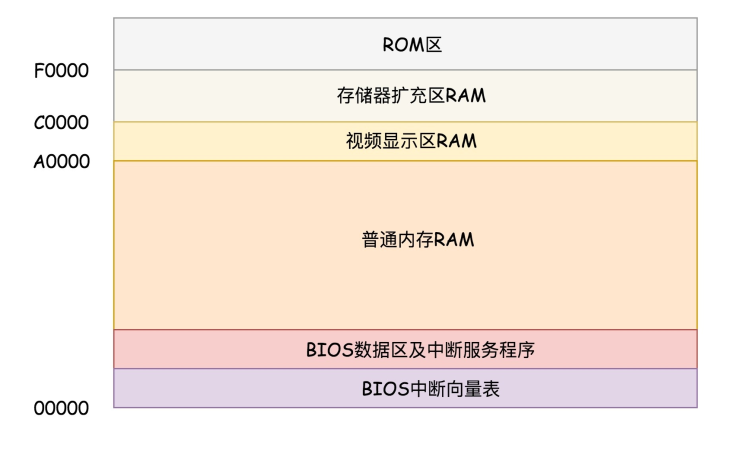 ROM区
F0000
存储器扩充区RAM
C0000
视频显示区RAM
A0000
普通内存RAM
BIOS数据区及中断服务程序
BIOS中断向量表
00000